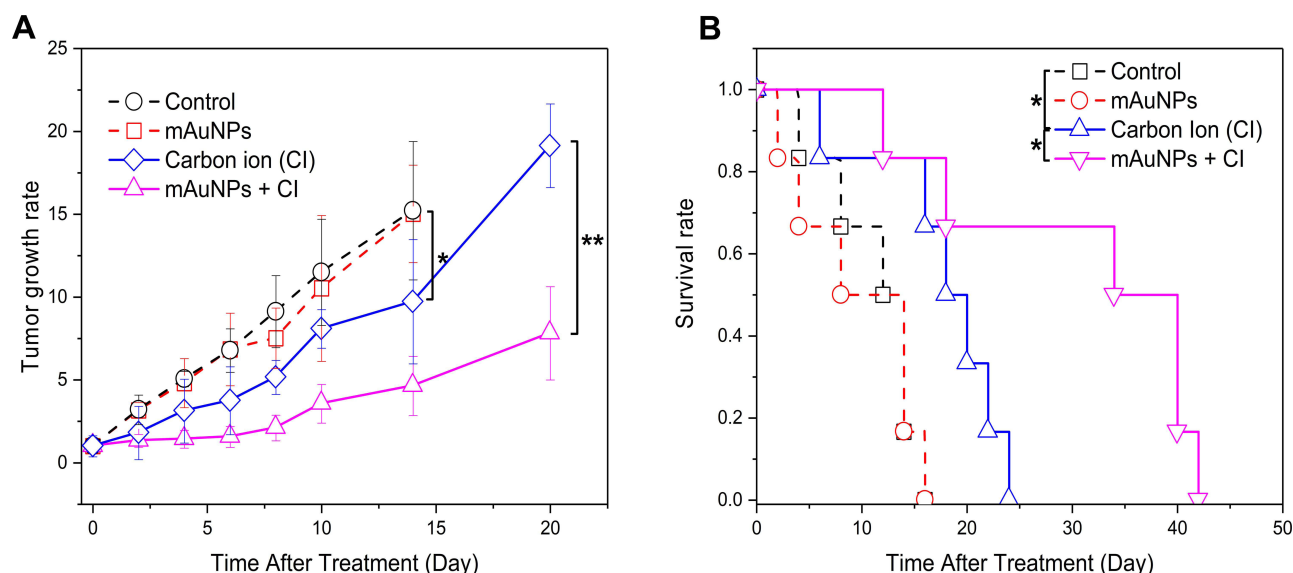 A
Tumor growth rate
25
20
15
10
5
0
Control
mAuNPs
Carbon ion (CI)
mAuNPs + CI
*
**
0
5
10
15
20
Time After Treatment (Day)
B
Survival rate
1.0
0.8
0.6
0.4
0.2
0.0
Control
mAuNPs
Carbon Ion (CI)
mAuNPs + CI
*
*
0
10
20
30
40
50
Time After Treatment (Day)